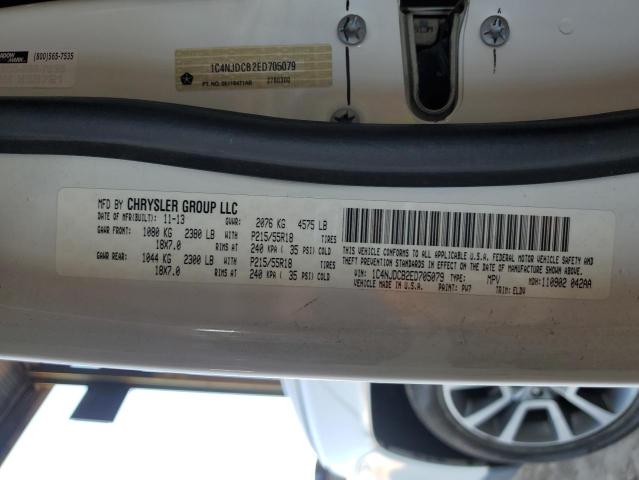 (800)565-7535
1C4NJDCB2ED705079
2780300
MFD BY CHRYSLER GROUP LLC
DATE OF MFR(BUILT): 11-13 GVWR: 2076 KG 4575 LB
GAWR FRONT: 1080 KG 2380 LB WITH P215/55R18 TIRES
18X7.0 RIMS AT 240 KPA ( 35 PSI) COLD
GAWR REAR: 1044 KG 2300 LB WITH P215/55R18 TIRES
18X7.0 RIMS AT 240 KPA ( 35 PSI) COLD
THIS VEHICLE CONFORMS TO ALL APPLICABLE U.S.A. FEDERAL MOTOR VEHICLE SAFETY AND
THEFT PREVENTION STANDARDS IN EFFECT ON THE DATE OF MANUFACTURE SHOWN ABOVE.
VIN: 1C4NJDCB2ED705079 TYPE: MPV MDH: 110902 042AA
VEHICLE MADE IN U.S.A. PAINT: PW7 TRIM: ELDV